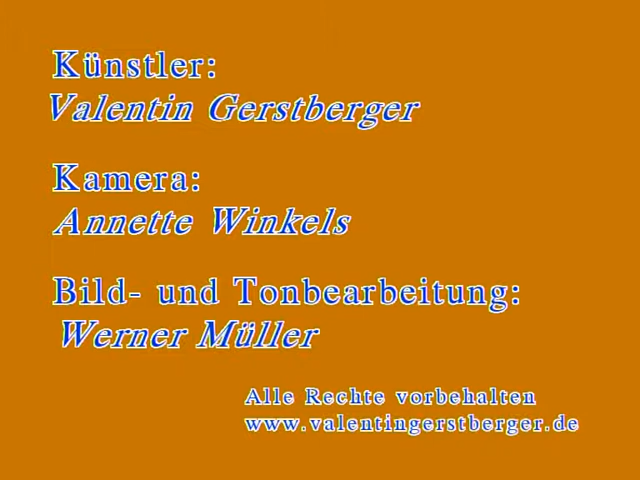 Künstler:
Valentin Gerstberger
Kamera:
Annette Winkels
Bild- und Tonbearbeitung:
Werner Müller
Alle Rechte vorbehalten
www.valentingerstberger.de